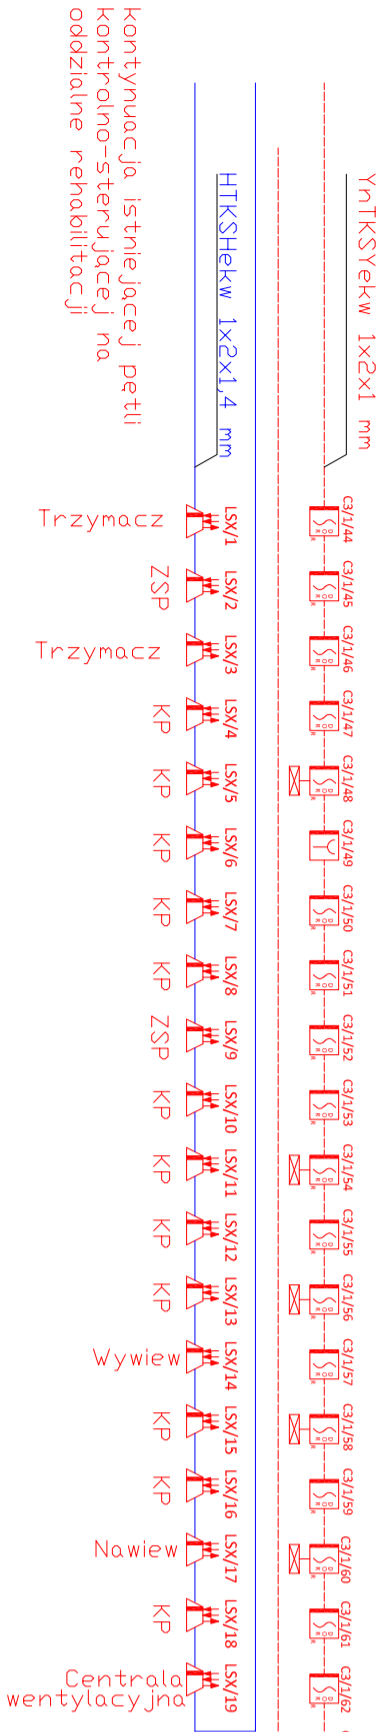 YnTKSYekw 1x2x1 mm
C3/1/44
C3/1/45
C3/1/46
C3/1/47
C3/1/48
C3/1/49
C3/1/50
C3/1/51
C3/1/52
C3/1/53
C3/1/54
C3/1/55
C3/1/56
C3/1/57
C3/1/58
C3/1/59
C3/1/60
C3/1/61
C3/1/62
HTKSHekw 1x2x1,4 mm
LSX/1
LSX/2
LSX/3
LSX/4
LSX/5
LSX/6
LSX/7
LSX/8
LSX/9
LSX/10
LSX/11
LSX/12
LSX/13
LSX/14
LSX/15
LSX/16
LSX/17
LSX/18
LSX/19
Trzymacz
ZSP
Trzymacz
KP
KP
KP
KP
KP
ZSP
KP
KP
KP
KP
Wywiew
KP
KP
Nawiew
KP
Centrala
wentylacyjna
kontynuacja istniejącej pętli
kontrolno-sterującej na
oddzialne rehabilitacji